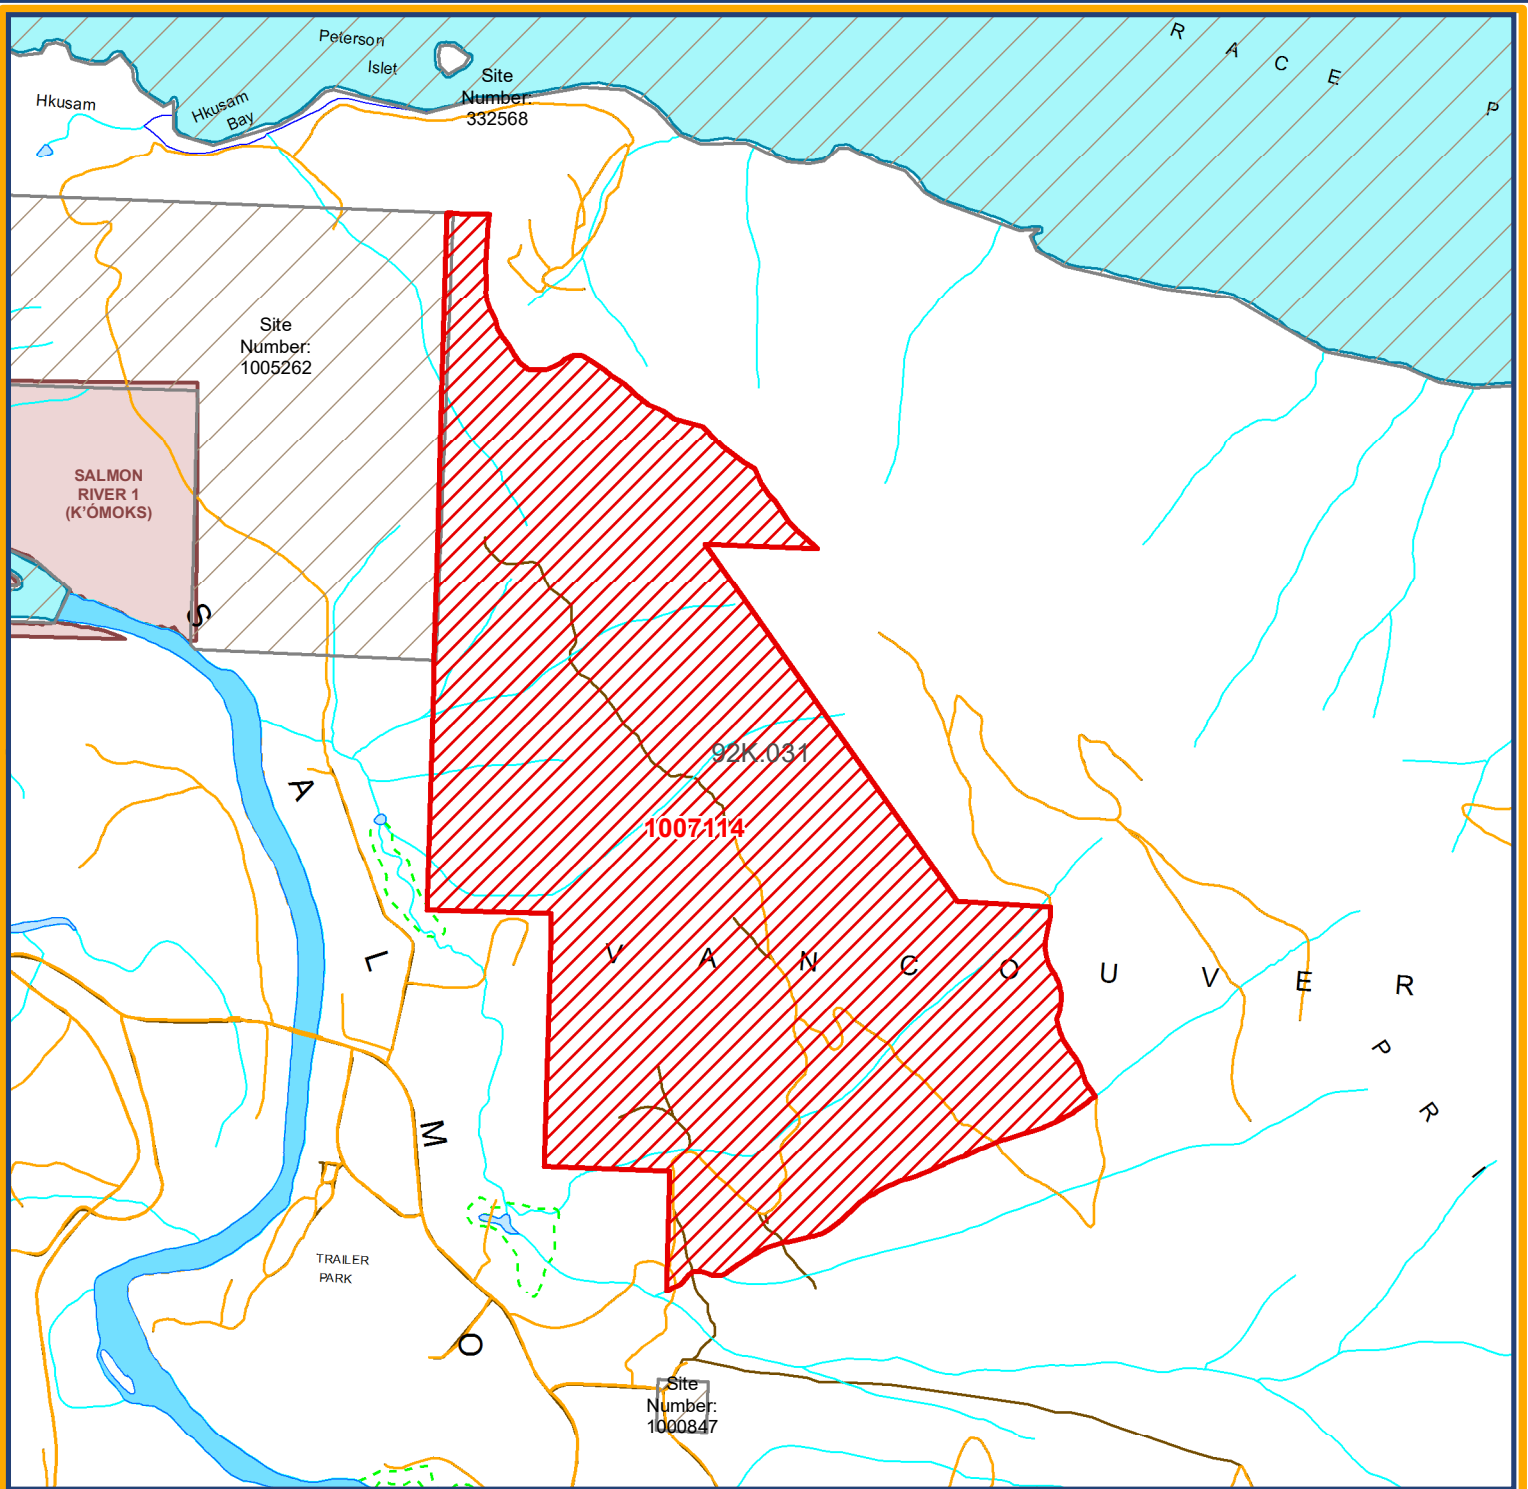 Peterson
Islet
R A C E
P
Hkusam
Hkusam
Bay
Site
Number:
332568
Site
Number:
1005262
SALMON
RIVER 1
(K'ÓMOKS)
S A L M O
92K.031
1007114
V A N C O U V E R
P R I
TRAILER
PARK
Site
Number:
1000847